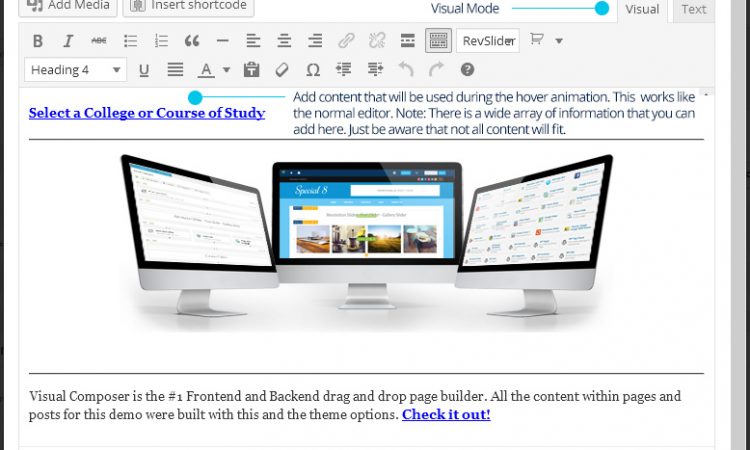 Add Media
Insert shortcode
Visual Mode
Visual
Text
B I ABC
RevSlider
Heading 4
U
A
Ω
Select a College or Course of Study
Add content that will be used during the hover animation. This works like
the normal editor. Note: There is a wide array of information that you can
add here. Just be aware that not all content will fit.
Special 8
Visual Composer is the #1 Frontend and Backend drag and drop page builder. All the content within pages and
posts for this demo were built with this and the theme options. Check it out!